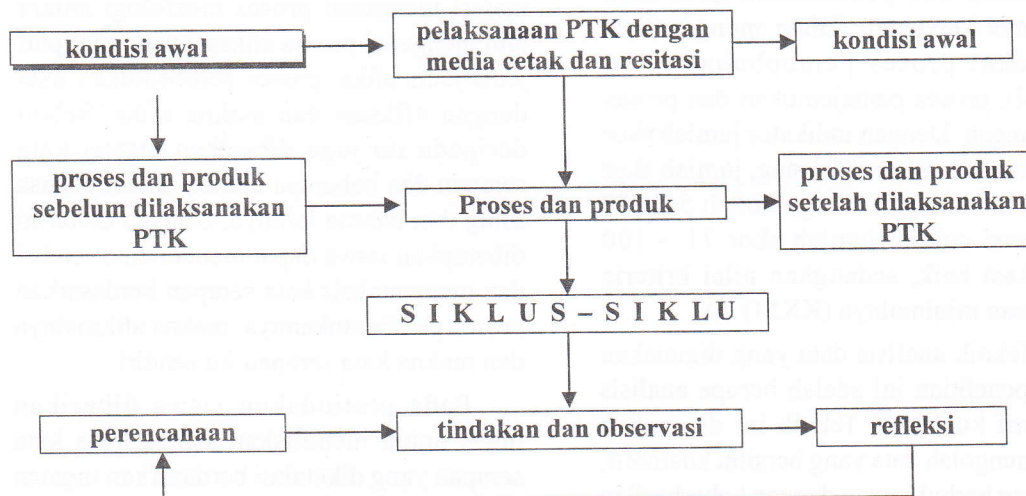 kondisi awal
pelaksanaan PTK dengan
media cetak dan resitasi
kondisi awal
proses dan produk
sebelum dilaksanakan
PTK
Proses dan produk
proses dan produk
setelah dilaksanakan
PTK
S I K L U S – S I K L U
perencanaan
tindakan dan observasi
refleksi